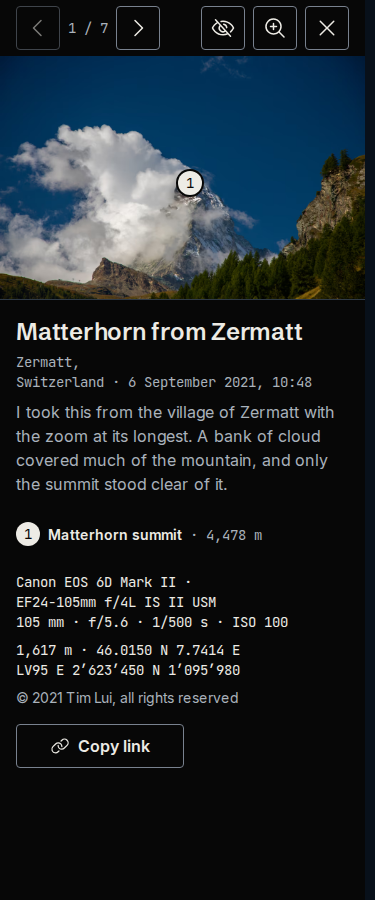 1 / 7
1
Matterhorn from Zermatt
Zermatt,
Switzerland · 6 September 2021, 10:48
I took this from the village of Zermatt with
the zoom at its longest. A bank of cloud
covered much of the mountain, and only
the summit stood clear of it.
1 Matterhorn summit · 4,478 m
Canon EOS 6D Mark II ·
EF24-105mm f/4L IS II USM
105 mm · f/5.6 · 1/500 s · ISO 100
1,617 m · 46.0150 N 7.7414 E
LV95 E 2’623’450 N 1’095’980
© 2021 Tim Lui, all rights reserved
Copy link